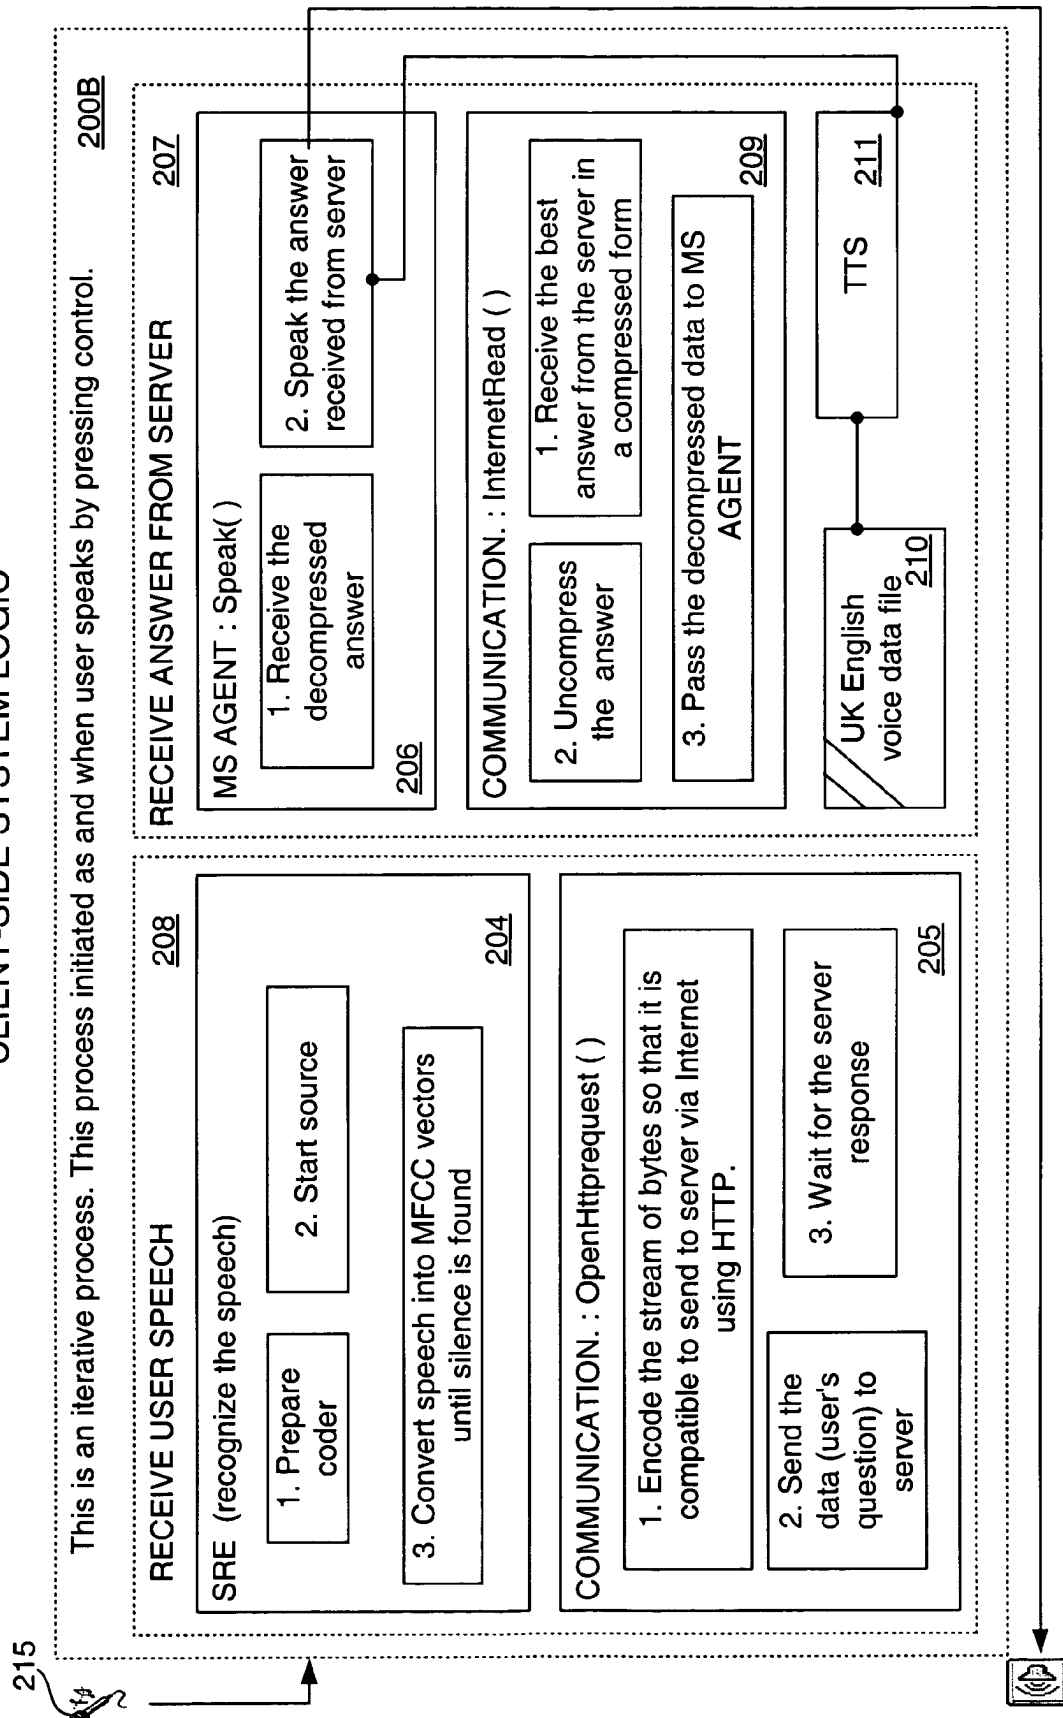 CLIENT-SIDE SYSTEM LOGIC
This is an iterative process. This process initiated as and when user speaks by pressing control.
200B
215
RECEIVE USER SPEECH
208
SRE (recognize the speech)
1. Prepare
coder
2. Start source
3. Convert speech into MFCC vectors
until silence is found
204
COMMUNICATION. : OpenHttprequest ( )
1. Encode the stream of bytes so that it is
compatible to send to server via Internet
using HTTP.
2. Send the
data (user's
question) to
server
3. Wait for the server
response
205
RECEIVE ANSWER FROM SERVER
207
MS AGENT : Speak( )
1. Receive the
decompressed
answer
2. Speak the answer
received from server
206
COMMUNICATION. : InternetRead ( )
2. Uncompress
the answer
1. Receive the best
answer from the server in
a compressed form
3. Pass the decompressed data to MS
AGENT
209
UK English
voice data file
210
TTS
211